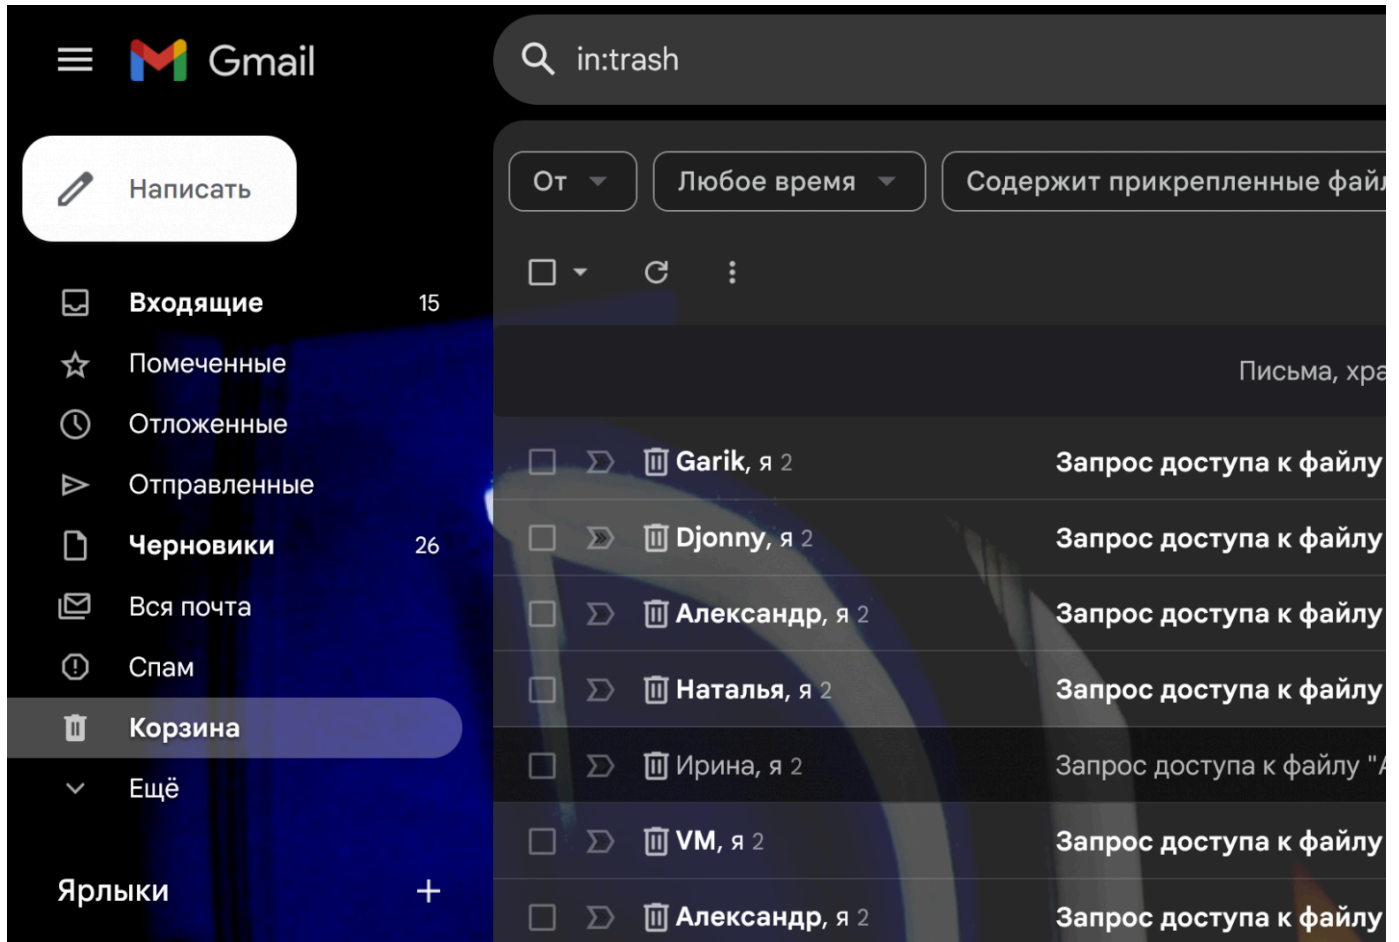 Gmail
in:trash
Написать
От
Любое время
Содержит прикрепленные
Входящие 15
Помеченные
Отложенные
Отправленные
Черновики 26
Вся почта
Спам
Корзина
Ещё
Ярлыки
Письма,
Garik, я 2 Запрос доступа к файлу
Djonny, я 2 Запрос доступа к файлу
Александр, я 2 Запрос доступа к файлу
Наталья, я 2 Запрос доступа к файлу
Ирина, я 2 Запрос доступа к файлу
VM, я 2 Запрос доступа к файлу
Александр, я 2 Запрос доступа к файлу